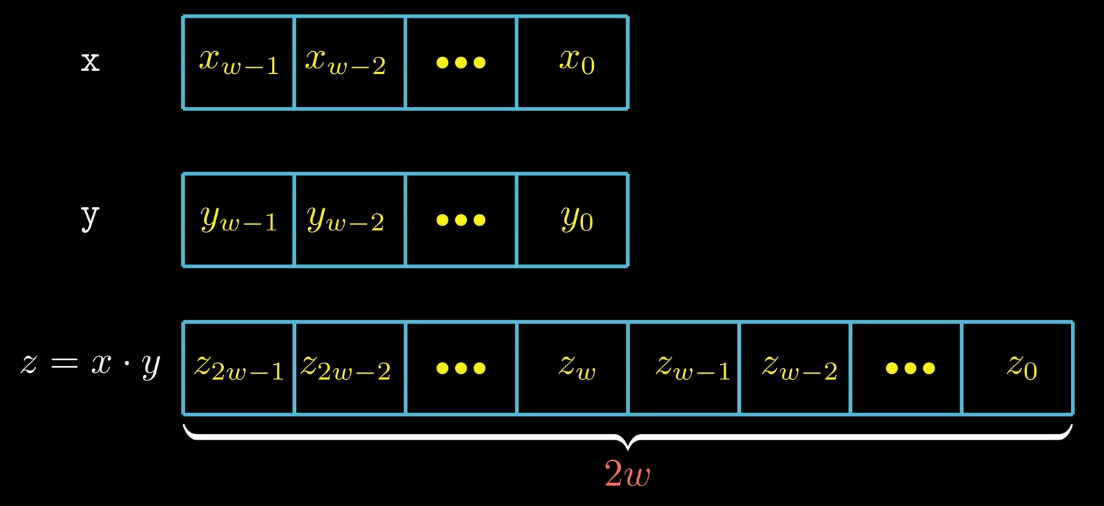 x x_{w-1} x_{w-2} ••• x_0
y y_{w-1} y_{w-2} ••• y_0
z = x · y z_{2w-1} z_{2w-2} ••• z_w z_{w-1} z_{w-2} ••• z_0
2w